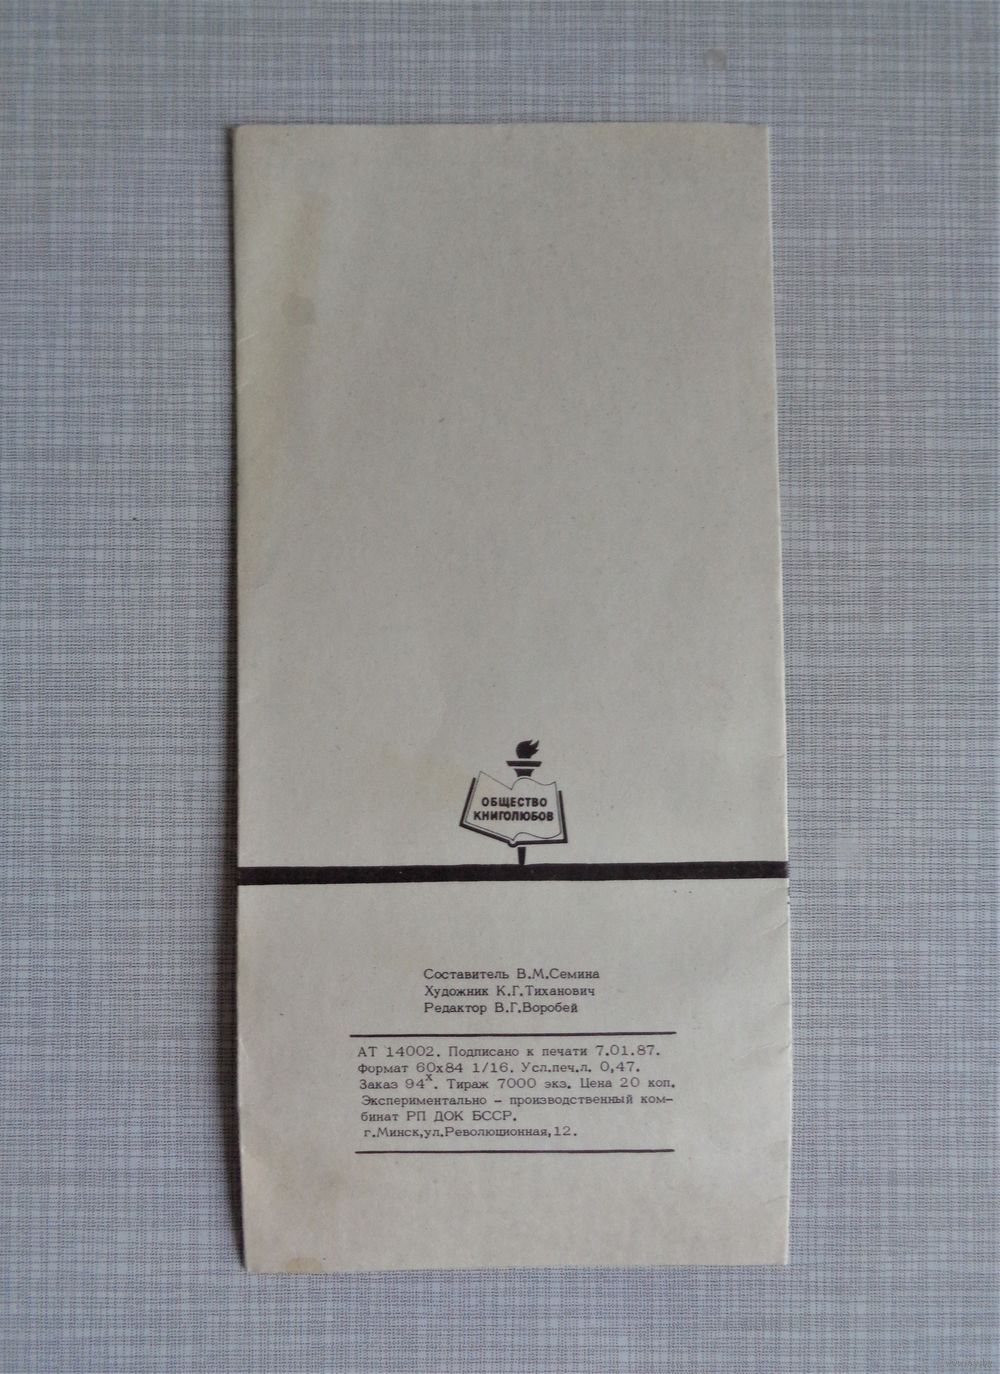 ОБЩЕСТВО
КНИГОЛЮБОВ
Составитель В.М.Семина
Художник К.Г.Тиханович
Редактор В.Г.Воробей
АТ 14002. Подписано к печати 7.01.87.
Формат 60х84 1/16. Усл.печ.л. 0,47.
Заказ 94х. Тираж 7000 экз. Цена 20 коп.
Экспериментально - производственный ком-
бинат РП ДОК БССР.
г.Минск,ул.Революционная,12.